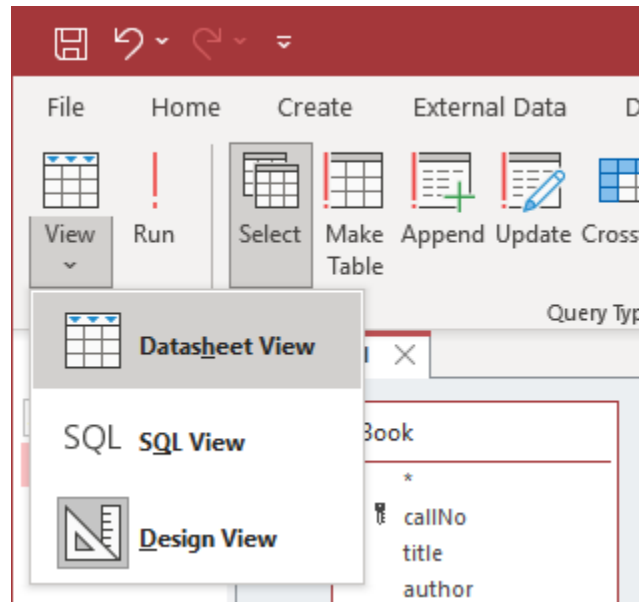 File Home Create External Data D
View Run Select Make Table Append Update Cross
Query Typ
Datasheet View
SQL SQL View
Design View
Book
*
callNo
title
author